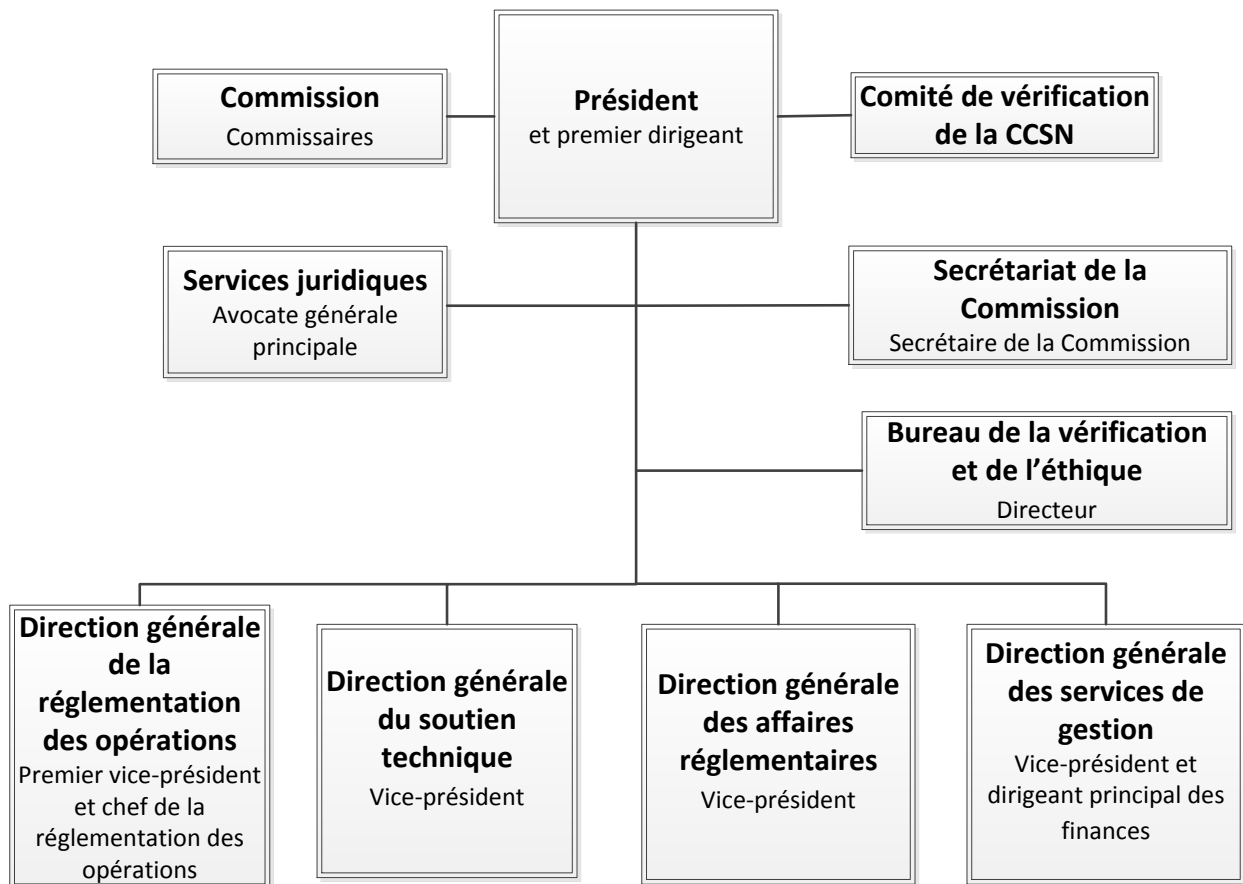 Commission
Commissaires
Président
et premier dirigeant
Comité de vérification
de la CCSN
Services juridiques
Avocate générale
principale
Secrétariat de la
Commission
Secrétaire de la Commission
Bureau de la vérification
et de l’éthique
Directeur
Direction générale
de la
réglementation
des opérations
Premier vice-président
et chef de la
réglementation des
opérations
Direction générale
du soutien
technique
Vice-président
Direction générale
des affaires
réglementaires
Vice-président
Direction générale
des services de
gestion
Vice-président et
dirigeant principal des
finances